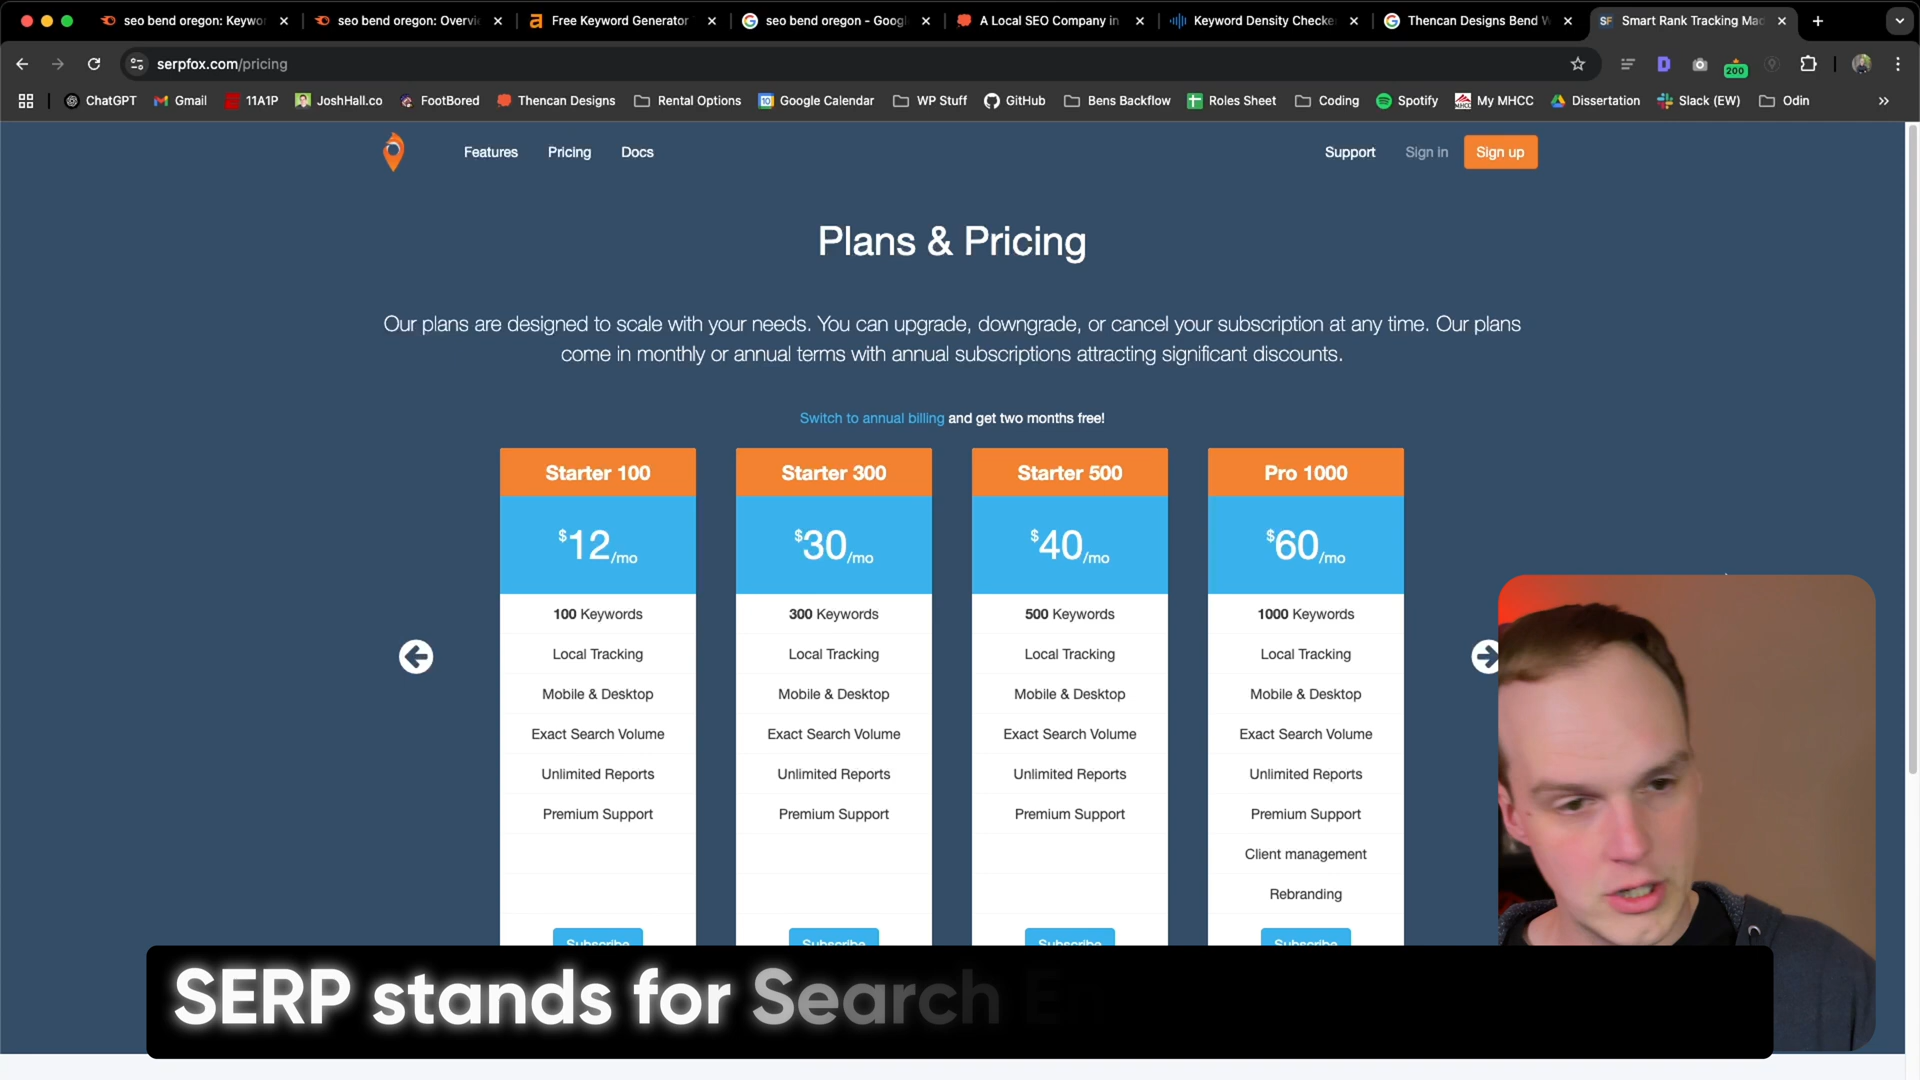 seo bend oregon: Keywor
seo bend oregon: Overvi
Free Keyword Generator
seo bend oregon - Googl
A Local SEO Company in
Keyword Density Checke
Thencan Designs Bend W
Smart Rank Tracking Mad
serpfox.com/pricing
200
ChatGPT
Gmail
11A1P
JoshHall.co
FootBored
Thencan Designs
Rental Options
Google Calendar
WP Stuff
GitHub
Bens Backflow
Roles Sheet
Coding
Spotify
My MHCC
Dissertation
Slack (EW)
Odin
Features
Pricing
Docs
Support
Sign in
Sign up
Plans & Pricing
Our plans are designed to scale with your needs. You can upgrade, downgrade, or cancel your subscription at any time. Our plans
come in monthly or annual terms with annual subscriptions attracting significant discounts.
Switch to annual billing and get two months free!
Starter 100
$12/mo
100 Keywords
Local Tracking
Mobile & Desktop
Exact Search Volume
Unlimited Reports
Premium Support
Subscribe
Starter 300
$30/mo
300 Keywords
Local Tracking
Mobile & Desktop
Exact Search Volume
Unlimited Reports
Premium Support
Subscribe
Starter 500
$40/mo
500 Keywords
Local Tracking
Mobile & Desktop
Exact Search Volume
Unlimited Reports
Premium Support
Subscribe
Pro 1000
$60/mo
1000 Keywords
Local Tracking
Mobile & Desktop
Exact Search Volume
Unlimited Reports
Premium Support
Client management
Rebranding
Subscribe
SERP stands for Search En